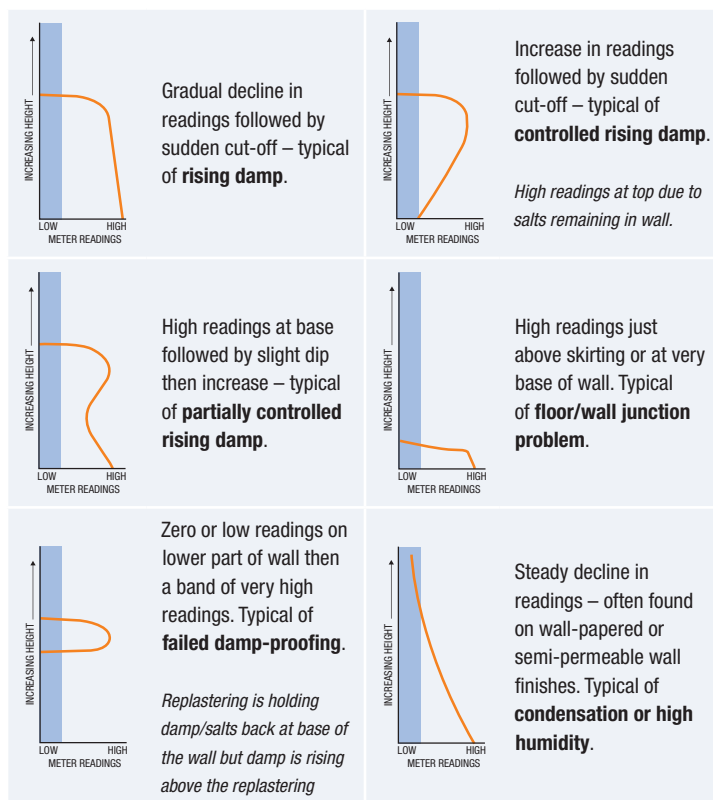 INCREASING HEIGHT
LOW HIGH
METER READINGS
Gradual decline in
readings followed by
sudden cut-off – typical
of rising damp.
INCREASING HEIGHT
LOW HIGH
METER READINGS
Increase in readings
followed by sudden
cut-off – typical of
controlled rising damp.
High readings at top due to
salts remaining in wall.
INCREASING HEIGHT
LOW HIGH
METER READINGS
High readings at base
followed by slight dip
then increase – typical
of partially controlled
rising damp.
INCREASING HEIGHT
LOW HIGH
METER READINGS
High readings just
above skirting or at very
base of wall. Typical
of floor/wall junction
problem.
INCREASING HEIGHT
LOW HIGH
METER READINGS
Zero or low readings on
lower part of wall then
a band of very high
readings. Typical of
failed damp-proofing.
Replastering is holding
damp/salts back at base of
the wall but damp is rising
above the replastering
INCREASING HEIGHT
LOW HIGH
METER READINGS
Steady decline in
readings – often found
on wall-papered or
semi-permeable wall
finishes. Typical of
condensation or high
humidity.